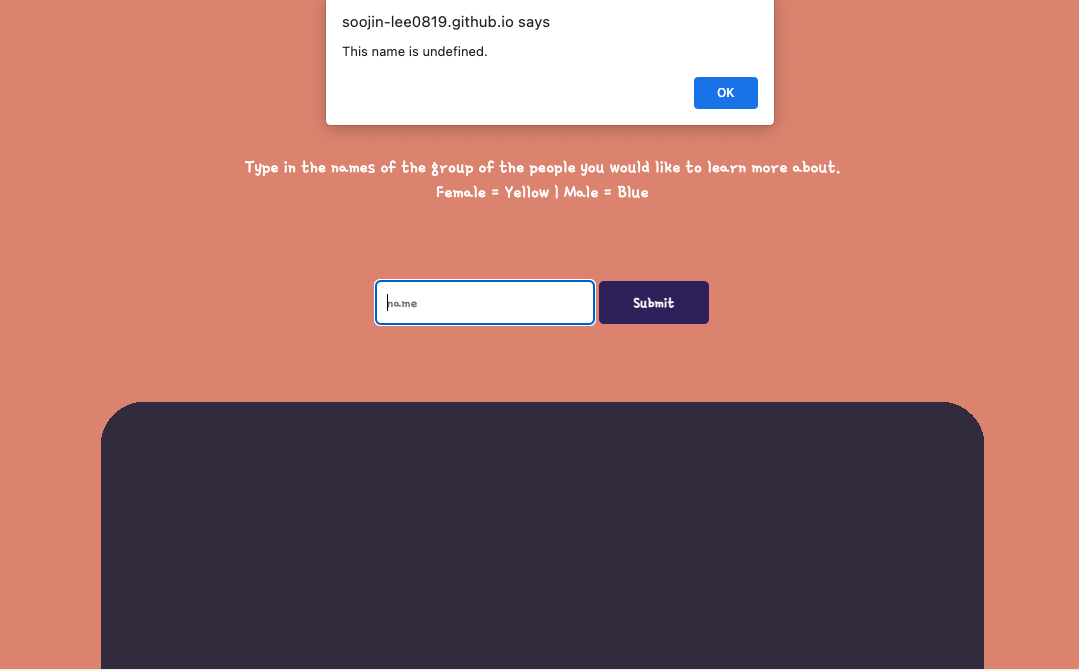 soojin-lee0819.github.io says
This name is undefined.
OK
Type in the names of the group of the people you would like to learn more about.
Female = Yellow | Male = Blue
name
Submit